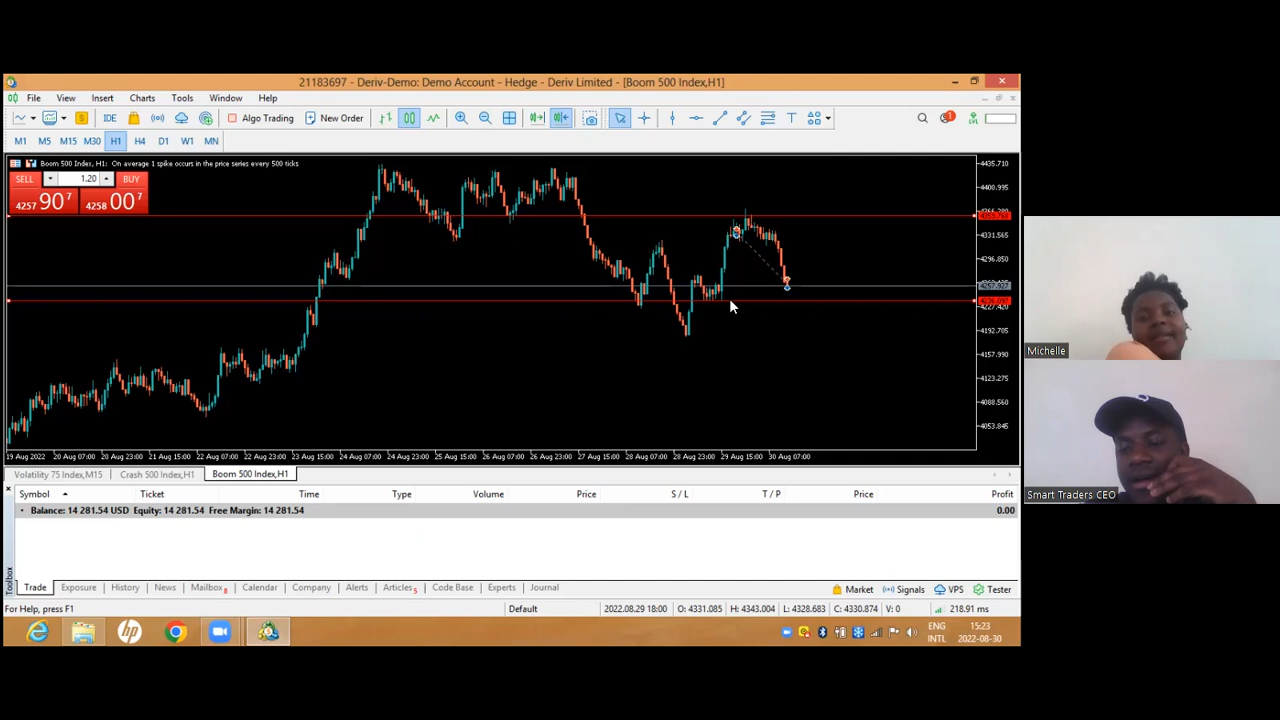 21183697 - Deriv-Demo: Demo Account - Hedge - Deriv Limited - [Boom 500 Index,H1]
File View Insert Charts Tools Window Help
IDE Algo Trading New Order 1
M1 M5 M15 M30 H1 H4 D1 W1 MN
Boom 500 Index, H1: On average 1 spike occurs in the price series every 500 ticks
SELL 1.20 BUY
4257 90 7 4258 00 7
4435.710
4400.995
4331.565
4296.850
4192.705
4157.990
4123.275
4088.560
4053.845
19 Aug 2022 20 Aug 07:00 20 Aug 23:00 21 Aug 15:00 22 Aug 07:00 22 Aug 23:00 23 Aug 15:00 24 Aug 07:00 24 Aug 23:00 25 Aug 15:00 26 Aug 07:00 26 Aug 23:00 27 Aug 15:00 28 Aug 07:00 28 Aug 23:00 29 Aug 15:00 30 Aug 07:00
Volatility 75 Index,M15 Crash 500 Index,H1 Boom 500 Index,H1
Symbol Ticket Time Type Volume Price S / L T / P Price Profit
Balance: 14 281.54 USD Equity: 14 281.54 Free Margin: 14 281.54 0.00
Toolbox
Trade Exposure History News Mailbox 8 Calendar Company Alerts Articles 5 Code Base Experts Journal Market Signals VPS Tester
For Help, press F1 Default 2022.08.29 18:00 O: 4331.085 H: 4343.004 L: 4328.683 C: 4330.874 V: 0 218.91 ms
ENG 15:23
INTL 2022-08-30
Michelle
Smart Traders CEO